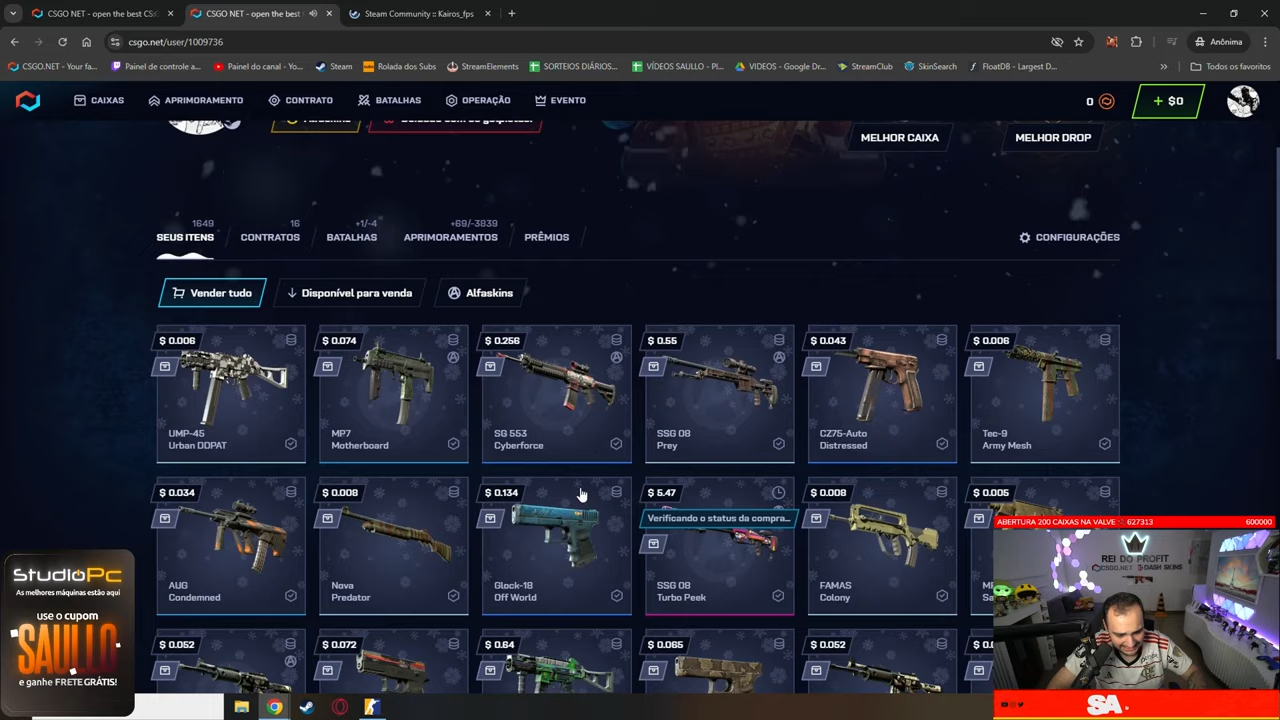 CSGO NET - open the best CS
CSGO NET - open the best
Steam Community :: Kairos_fps
csgo.net/user/1009736
Anônima
CSGO.NET - Your fa...
Painel de controle a...
Painel do canal - Yo...
Steam
Rolada dos Subs
StreamElements
SORTEIOS DIÁRIOS...
VÍDEOS SAULLO - PI...
VIDEOS - Google Dr...
StreamClub
SkinSearch
FloatDB - Largest D...
Todos os favoritos
CAIXAS
APRIMORAMENTO
CONTRATO
BATALHAS
OPERAÇÃO
EVENTO
0
+ $0
MELHOR CAIXA
MELHOR DROP
1649
16
+1/-4
+69/-3839
SEUS ITENS
CONTRATOS
BATALHAS
APRIMORAMENTOS
PRÊMIOS
CONFIGURAÇÕES
Vender tudo
Disponível para venda
Alfaskins
$ 0.006
$ 0.074
$ 0.256
$ 0.55
$ 0.043
$ 0.006
UMP-45
Urban DDPAT
MP7
Motherboard
SG 553
Cyberforce
SSG 08
Prey
CZ75-Auto
Distressed
Tec-9
Army Mesh
$ 0.034
$ 0.008
$ 0.134
$ 5.47
$ 0.008
$ 0.005
Verificando o status da compra...
AUG
Condemned
Nova
Predator
Glock-18
Off World
SSG 08
Turbo Peek
FAMAS
Colony
$ 0.052
$ 0.072
$ 0.64
$ 0.065
$ 0.052
ABERTURA 200 CAIXAS NA VALVE
627313
600000
REI DO PROFIT
CSGO.NET
DASH SKINS
SA.
STUDIOPC
As melhores máquinas estão aqui
use o cupom
SAULLO
e ganhe FRETE GRÁTIS!